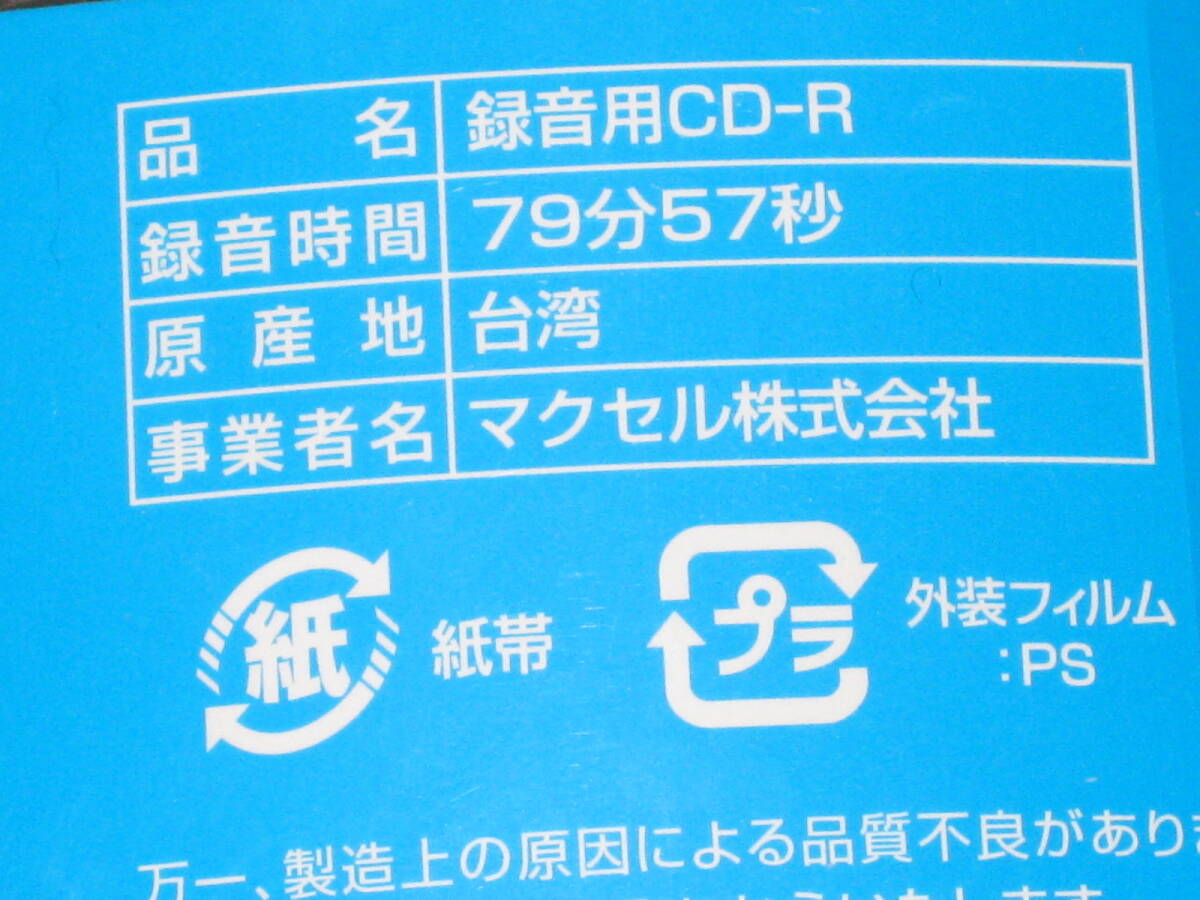 品名 録音用CD-R
録音時間 79分57秒
原産地 台湾
事業者名 マクセル株式会社
紙 紙帯
プラ 外装フィルム
:PS
万一、製造上の原因による品質不良があり